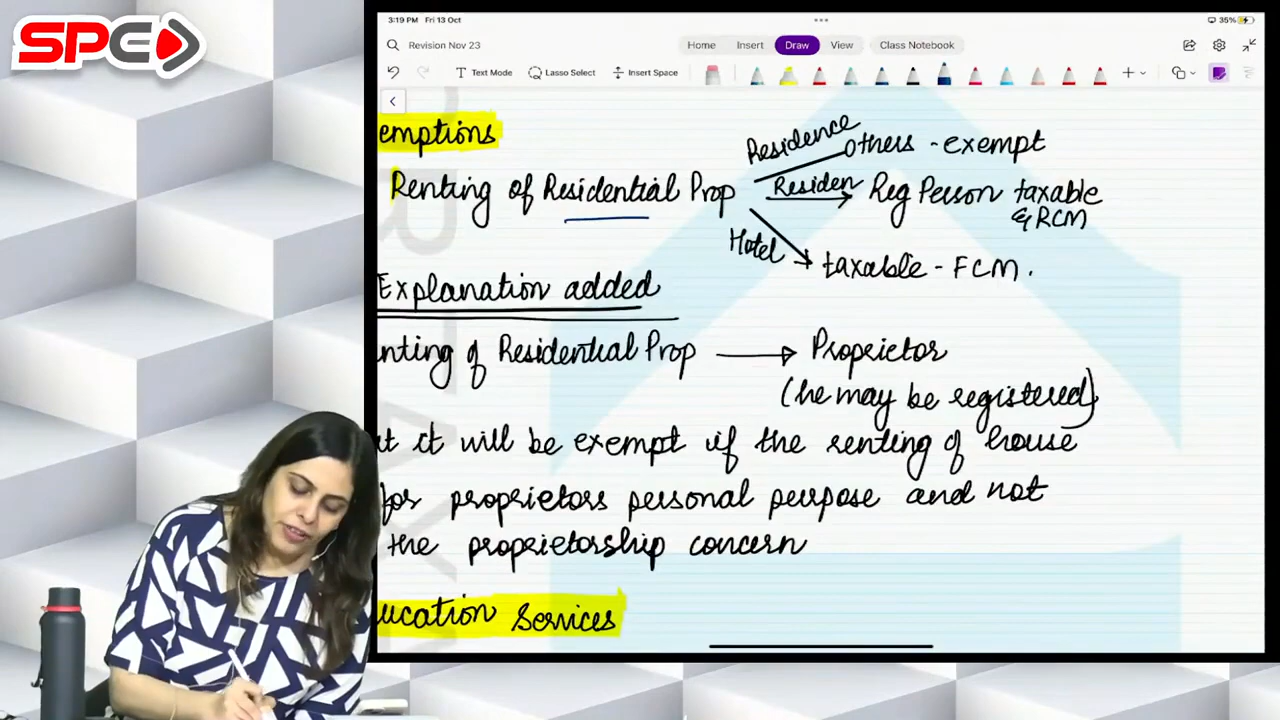 SPC
3:19 PM Fri 13 Oct
35%
Revision Nov 23
Home Insert Draw View Class Notebook
Text Mode Lasso Select Insert Space
emptions
Residence Others - exempt
Renting of Residential Prop Residen Reg Person taxable
& RCM
Hotel taxable - FCM.
Explanation added
nting of Residential Prop Proprietor
(he may be registered)
ut it will be exempt if the renting of house
for proprietors personal purpose and not
the proprietorship concern
ucation Services